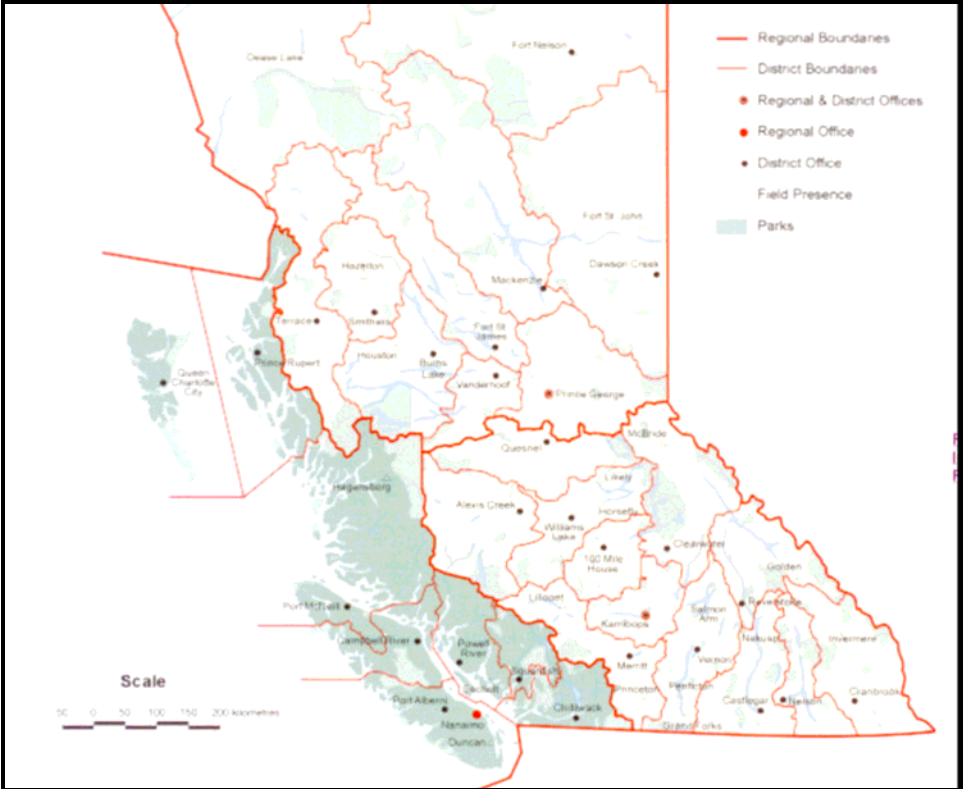 Regional Boundaries
District Boundaries
Regional & District Offices
Regional Office
District Office
Field Presence
Parks
Dease Lake
Fort Nelson
Fort St. John
Dawson Creek
Hazelton
Mackenzie
Terrace
Smithers
Fort St
James
Prince Rupert
Houston
Burns
Lake
Vanderhoof
Prince George
Queen
Charlotte
City
McBride
Quesnel
Hagensborg
Likely
Alexis Creek
Horsefly
Williams
Lake
Clearwater
100 Mile
House
Golden
Lillooet
Port McNeill
Kamloops
Salmon
Arm
Revelstoke
Campbell River
Powell
River
Nakusp
Invermere
Merritt
Vernon
Squamish
Scale
50 0 50 100 150 200 kilometres
Sechelt
Princeton
Penticton
Port Alberni
Chilliwack
Castlegar
Nelson
Cranbrook
Nanaimo
Grand Forks
Duncan